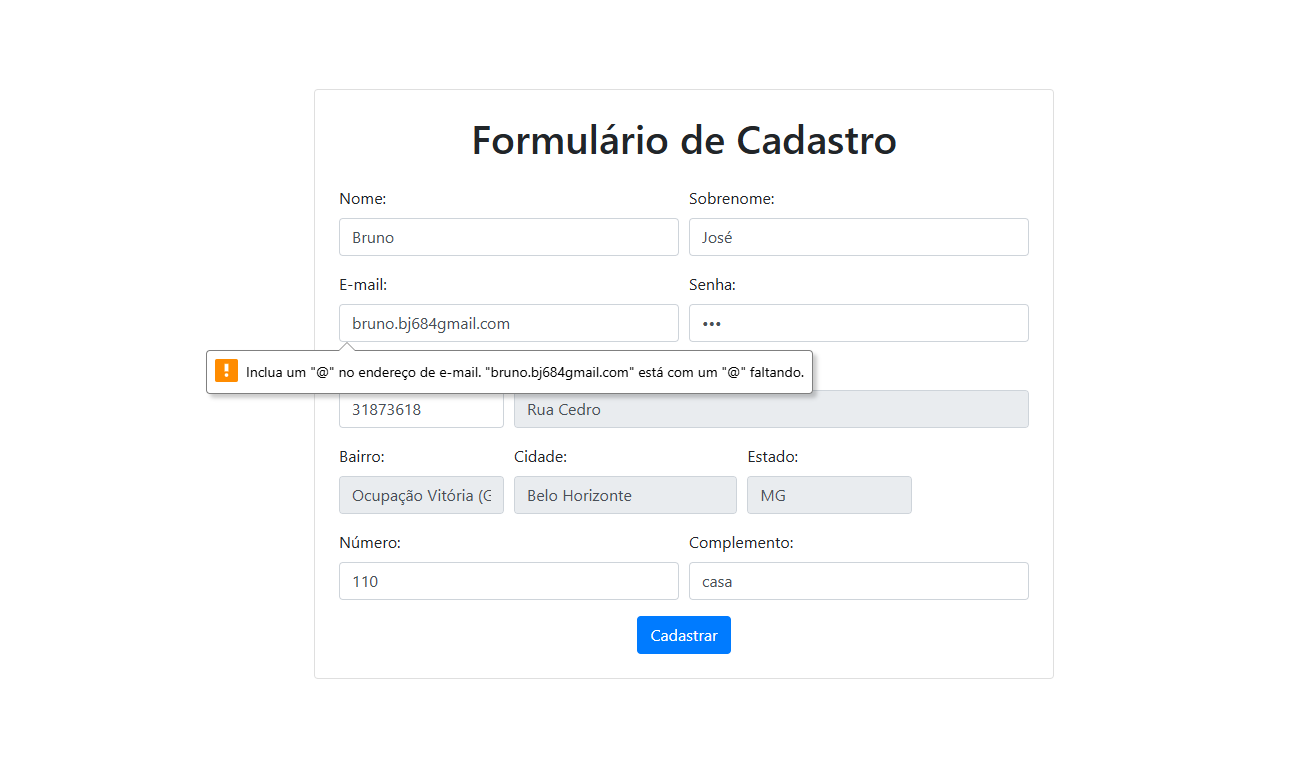 Formulário de Cadastro
Nome: Sobrenome:
Bruno José
E-mail: Senha:
bruno.bj684gmail.com •••
Inclua um "@" no endereço de e-mail. "bruno.bj684gmail.com" está com um "@" faltando.
31873618 Rua Cedro
Bairro: Cidade: Estado:
Ocupação Vitória (G Belo Horizonte MG
Número: Complemento:
110 casa
Cadastrar